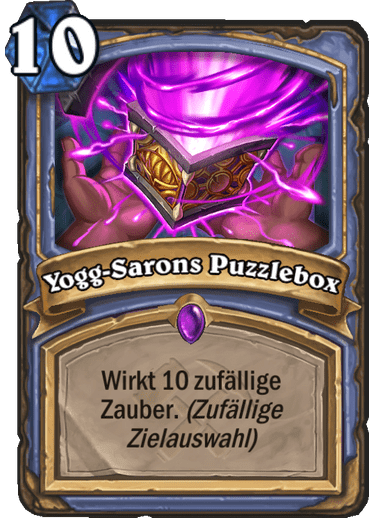 10
Yogg-Sarons Puzzlebox
Wirkt 10 zufällige
Zauber. (Zufällige
Zielauswahl)